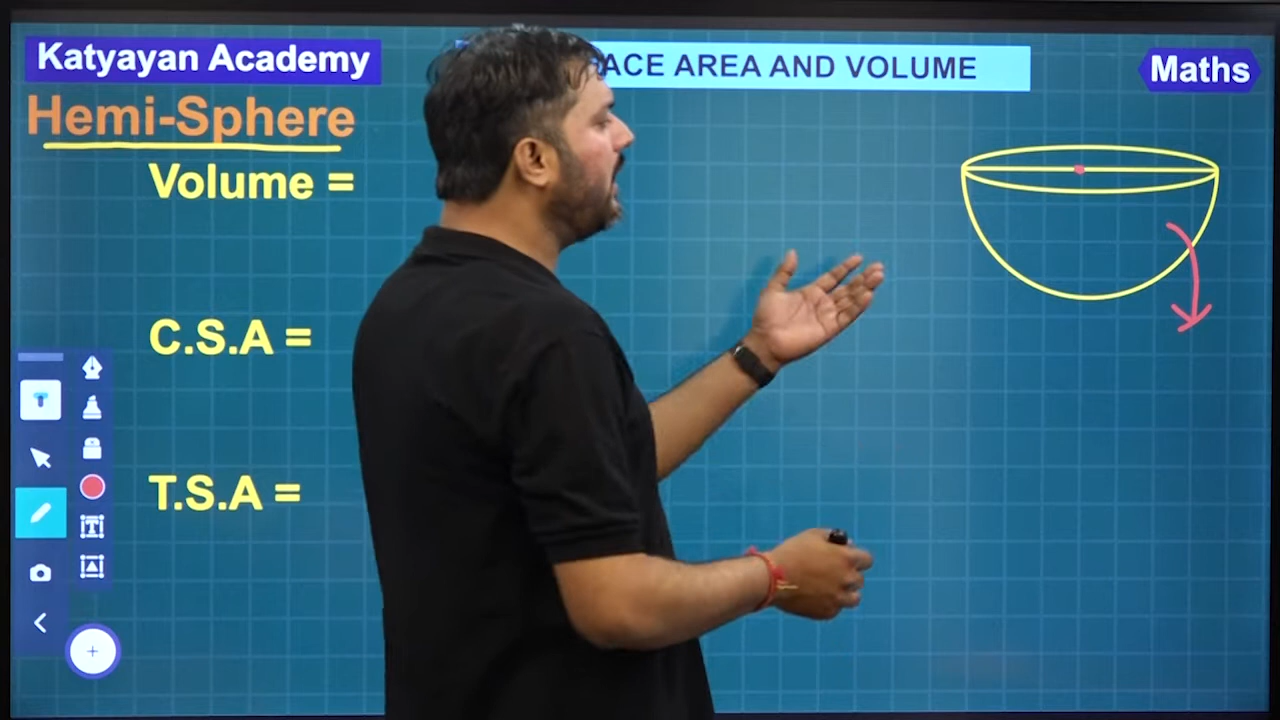 Katyayan Academy
ACE AREA AND VOLUME
Maths
Hemi-Sphere
Volume =
C.S.A =
T.S.A =